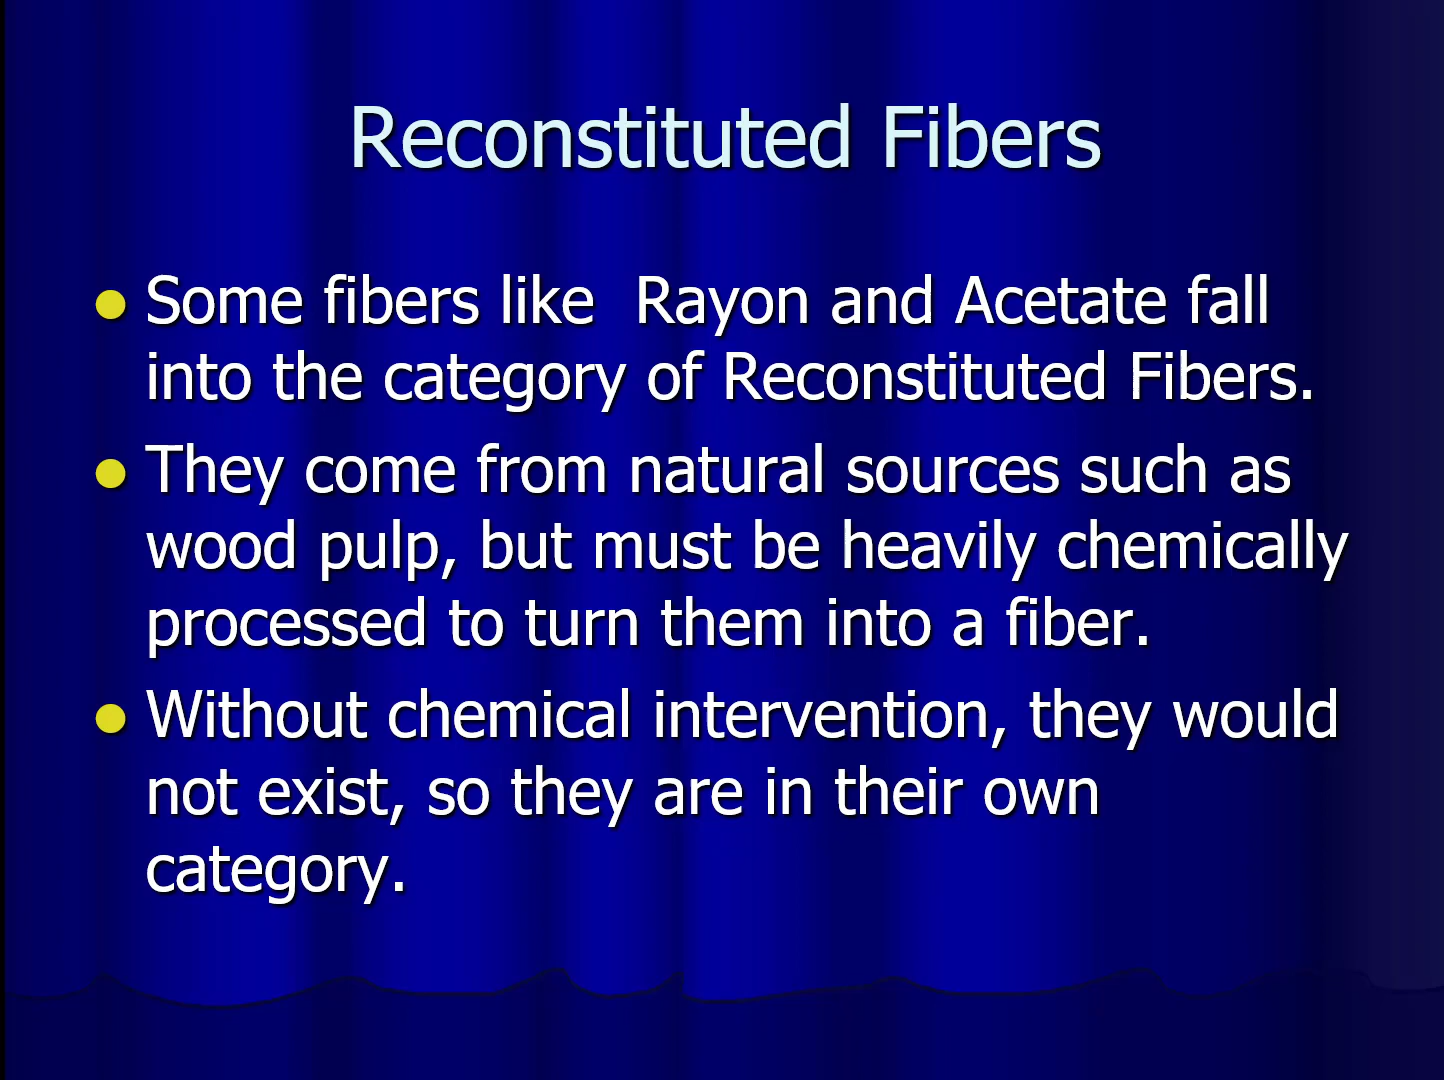 Reconstituted Fibers
Some fibers like  Rayon and Acetate fall
into the category of Reconstituted Fibers.
They come from natural sources such as
wood pulp, but must be heavily chemically
processed to turn them into a fiber.
Without chemical intervention, they would
not exist, so they are in their own
category.